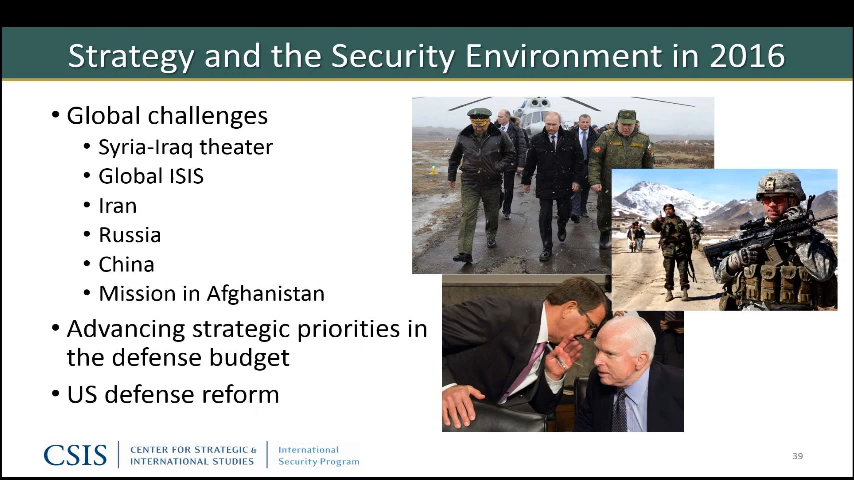 Strategy and the Security Environment in 2016
• Global challenges
• Syria-Iraq theater
• Global ISIS
• Iran
• Russia
• China
• Mission in Afghanistan
• Advancing strategic priorities in
the defense budget
• US defense reform
CSIS
CENTER FOR STRATEGIC &
INTERNATIONAL STUDIES
International
Security Program
39